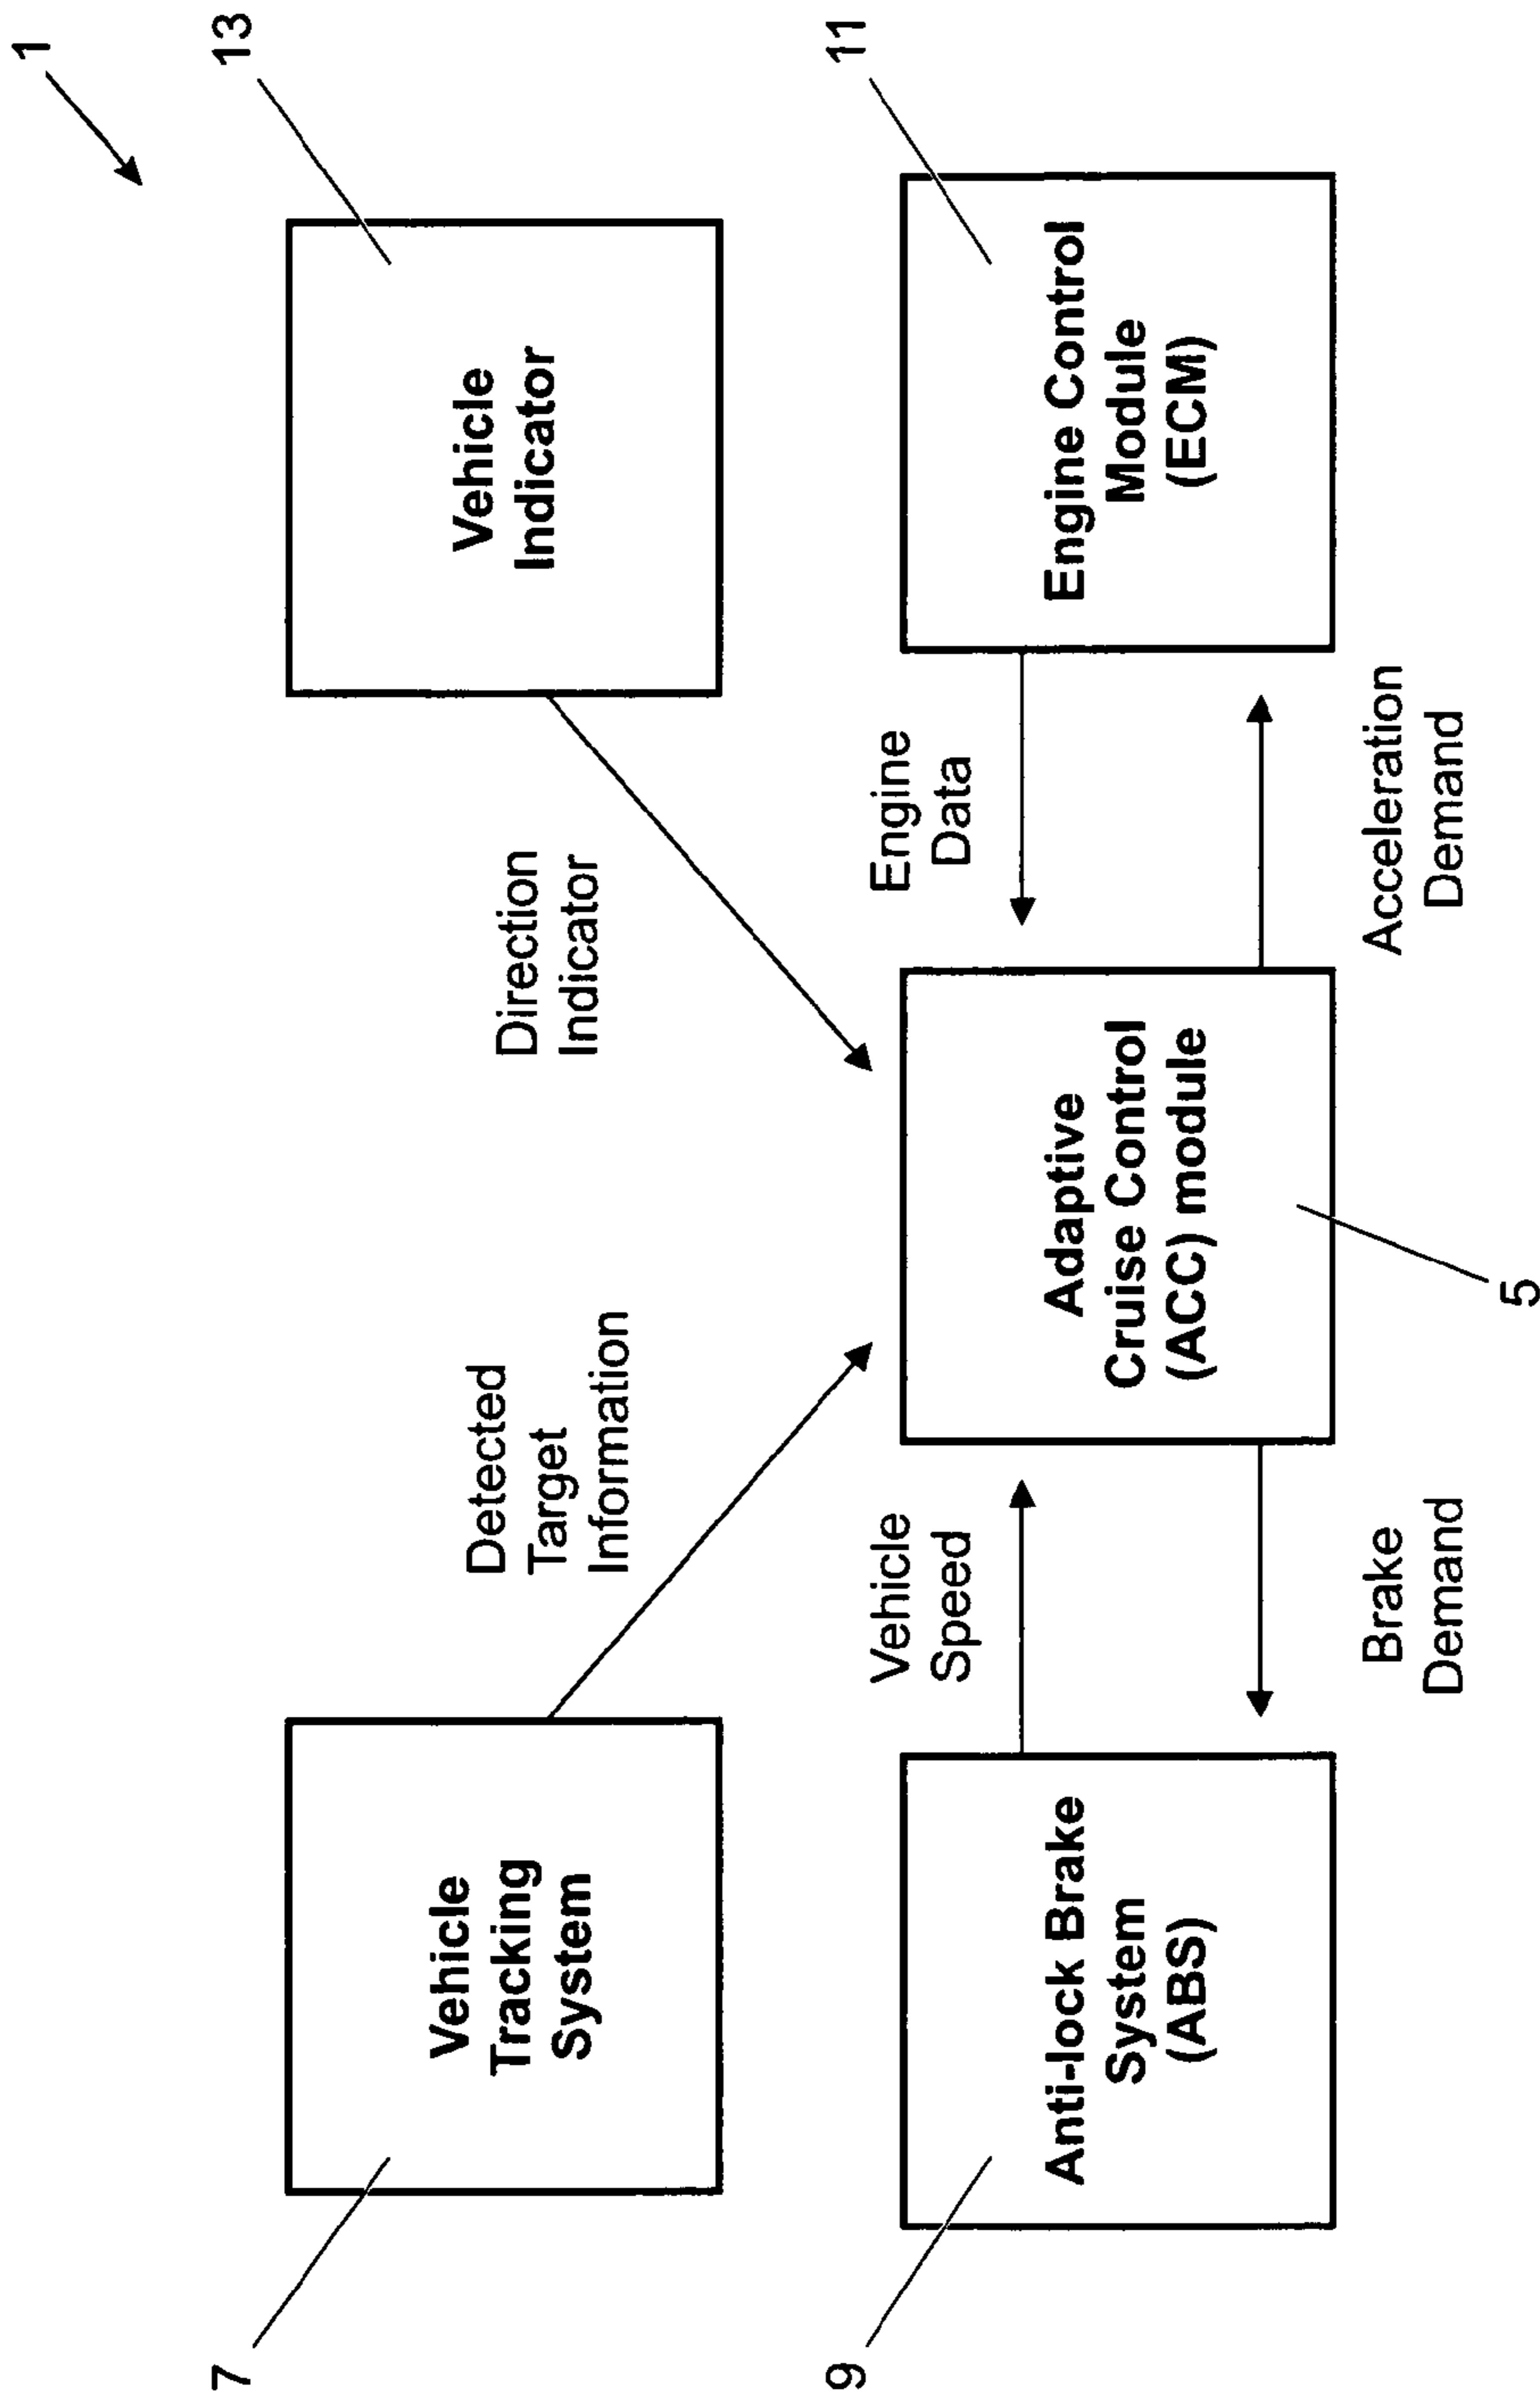 1
7
Vehicle
Tracking
System
Detected
Target
Information
Direction
Indicator
Vehicle
Indicator
13
9
Anti-lock Brake
System
(ABS)
Vehicle
Speed
Brake
Demand
Adaptive
Cruise Control
(ACC) module
5
Engine
Data
Acceleration
Demand
Engine Control
Module
(ECM)
11